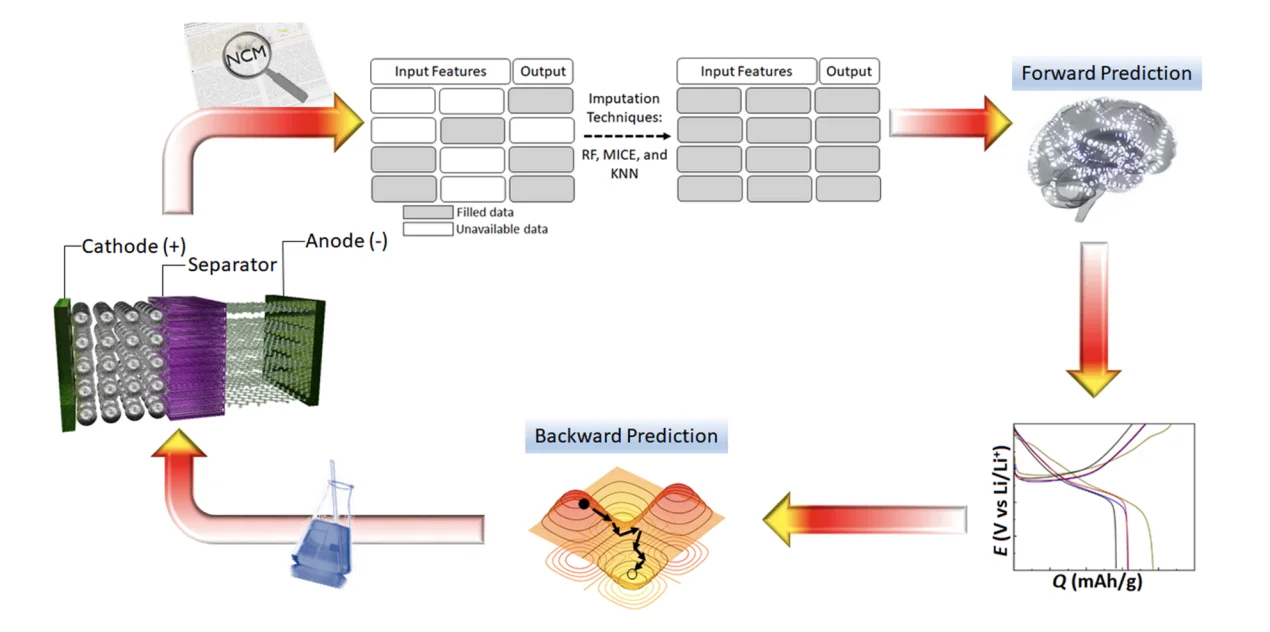 NCM
Input Features
Output
Imputation
Techniques:
RF, MICE, and
KNN
Filled data
Unavailable data
Input Features
Output
Forward Prediction
Cathode (+)
Separator
Anode (-)
Backward Prediction
E (V vs Li/Li⁺)
Q (mAh/g)